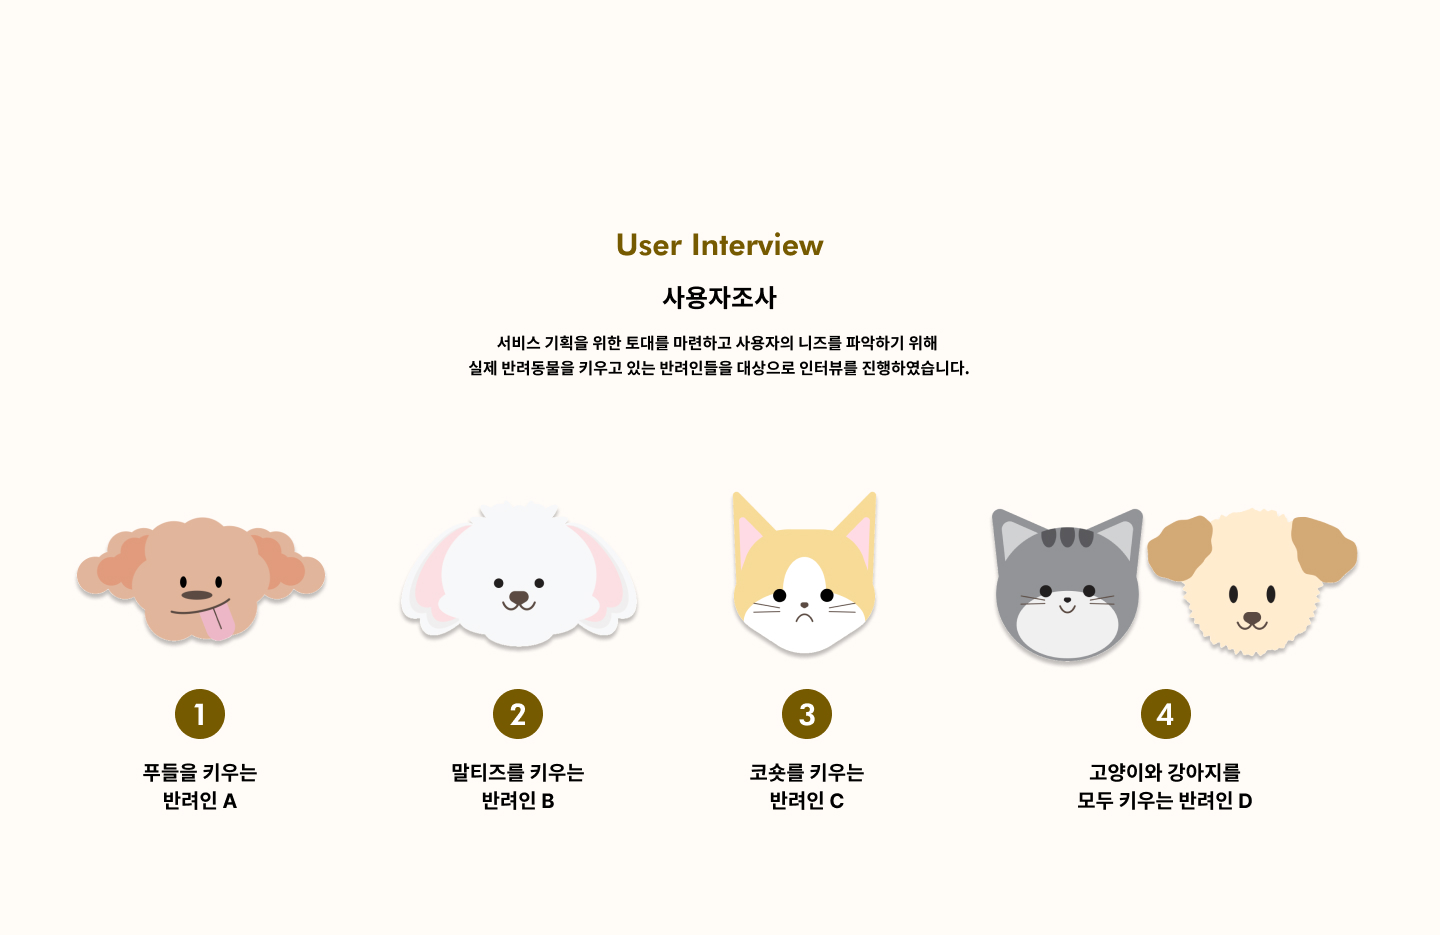 User Interview
사용자조사
서비스 기획을 위한 토대를 마련하고 사용자의 니즈를 파악하기 위해
실제 반려동물을 키우고 있는 반려인들을 대상으로 인터뷰를 진행하였습니다.
1
푸들을 키우는
반려인 A
2
말티즈를 키우는
반려인 B
3
코숏를 키우는
반려인 C
4
고양이와 강아지를
모두 키우는 반려인 D